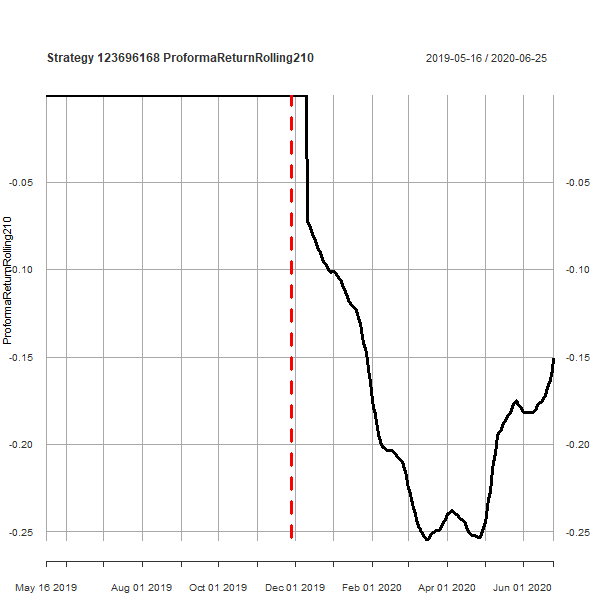 Strategy 123696168 ProformaReturnRolling210
2019-05-16 / 2020-06-25
ProformaReturnRolling210
-0.05 -0.05
-0.10 -0.10
-0.15 -0.15
-0.20 -0.20
-0.25 -0.25
May 16 2019 Aug 01 2019 Oct 01 2019 Dec 01 2019 Feb 01 2020 Apr 01 2020 Jun 01 2020